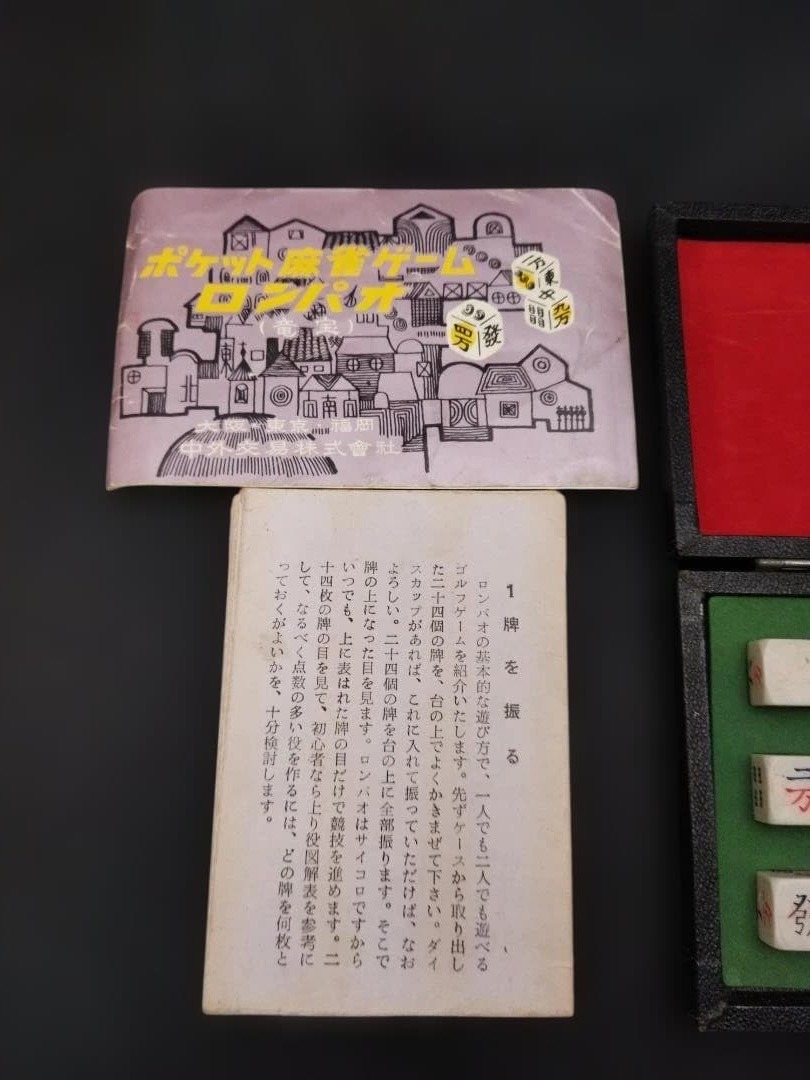 ポケット麻雀ゲーム
ロンパオ
(竜宝)
大阪・東京・福岡
中外交易株式會社
東
南
北
四万
發
東
九万
1 牌を振る
ロンパオの基本的な遊び方で、一人でも二人でも遊べる
ゴルフゲームを紹介いたします。先ずケースから取り出し
た二十四個の牌を、台の上でよくかきまぜて下さい。ダイ
スカップがあれば、これに入れて振っていただけば、なお
よろしい。二十四個の牌を台の上に全部振ります。そこで
牌の上になった目を見ます。ロンパオはサイコロですから
いつでも、上に表はれた牌の目だけで競技を進めます。二
十四枚の牌の目を見て、初心者なら上り役図解表を参考に
して、なるべく点数の多い役を作るには、どの牌を何枚と
っておくがよいかを、十分検討します。
二万
發